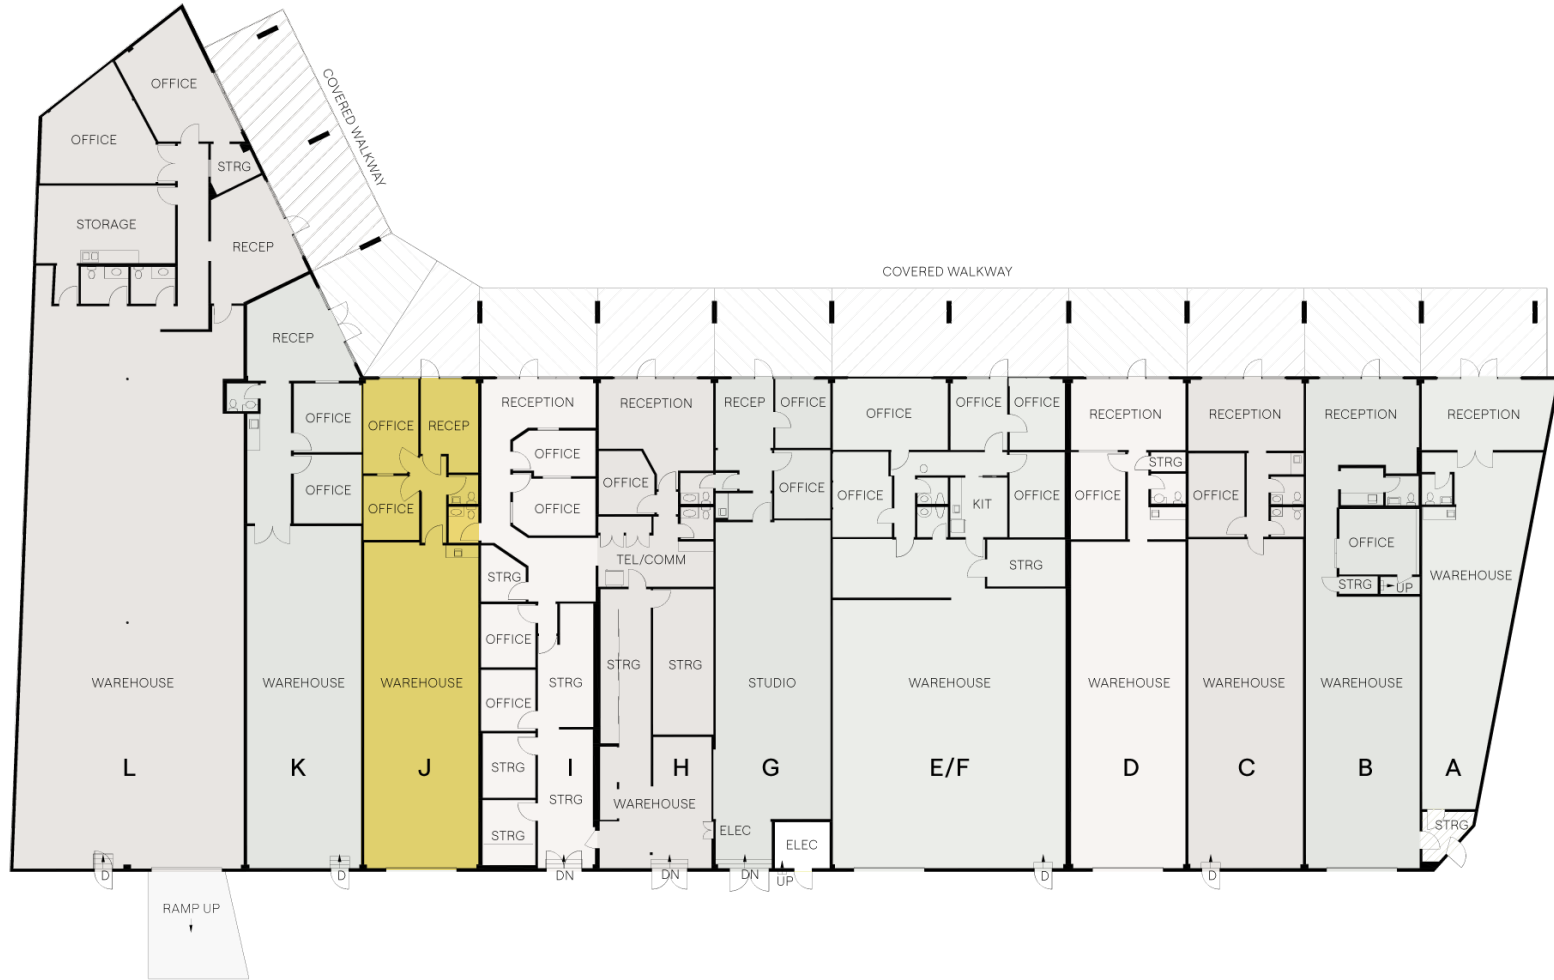 OFFICE
COVERED WALKWAY
OFFICE
STRG
STORAGE
RECEP
COVERED WALKWAY
RECEP
OFFICE
OFFICE
WAREHOUSE
WAREHOUSE
L
K
D
D
RAMP UP
OFFICE
RECEP
OFFICE
WAREHOUSE
J
RECEPTION
OFFICE
OFFICE
STRG
OFFICE
STRG
OFFICE
STRG
I
STRG
STRG
DN
RECEPTION
OFFICE
TEL/COMM
STRG
STRG
H
WAREHOUSE
DN
RECEP
OFFICE
OFFICE
STUDIO
G
ELEC
ELEC
DN
UP
OFFICE
OFFICE
OFFICE
OFFICE
KIT
OFFICE
STRG
WAREHOUSE
E/F
D
RECEPTION
STRG
OFFICE
WAREHOUSE
D
RECEPTION
OFFICE
WAREHOUSE
C
D
RECEPTION
OFFICE
STRG
UP
WAREHOUSE
B
RECEPTION
WAREHOUSE
A
STRG